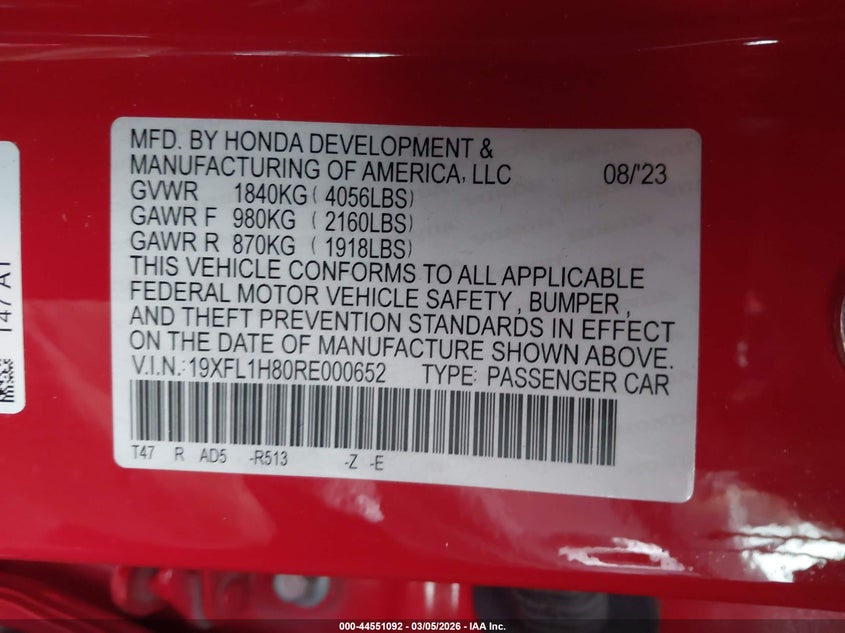 MFD. BY HONDA DEVELOPMENT &
MANUFACTURING OF AMERICA, LLC 08/'23
GVWR 1840KG ( 4056LBS)
GAWR F 980KG ( 2160LBS)
GAWR R 870KG ( 1918LBS)
THIS VEHICLE CONFORMS TO ALL APPLICABLE
FEDERAL MOTOR VEHICLE SAFETY , BUMPER ,
AND THEFT PREVENTION STANDARDS IN EFFECT
ON THE DATE OF MANUFACTURE SHOWN ABOVE.
V.I.N.: 19XFL1H80RE000652 TYPE: PASSENGER CAR
T47 R AD5 -R513 -Z -E
T47 A1
000-44551092 - 03/05/2026 - IAA Inc.